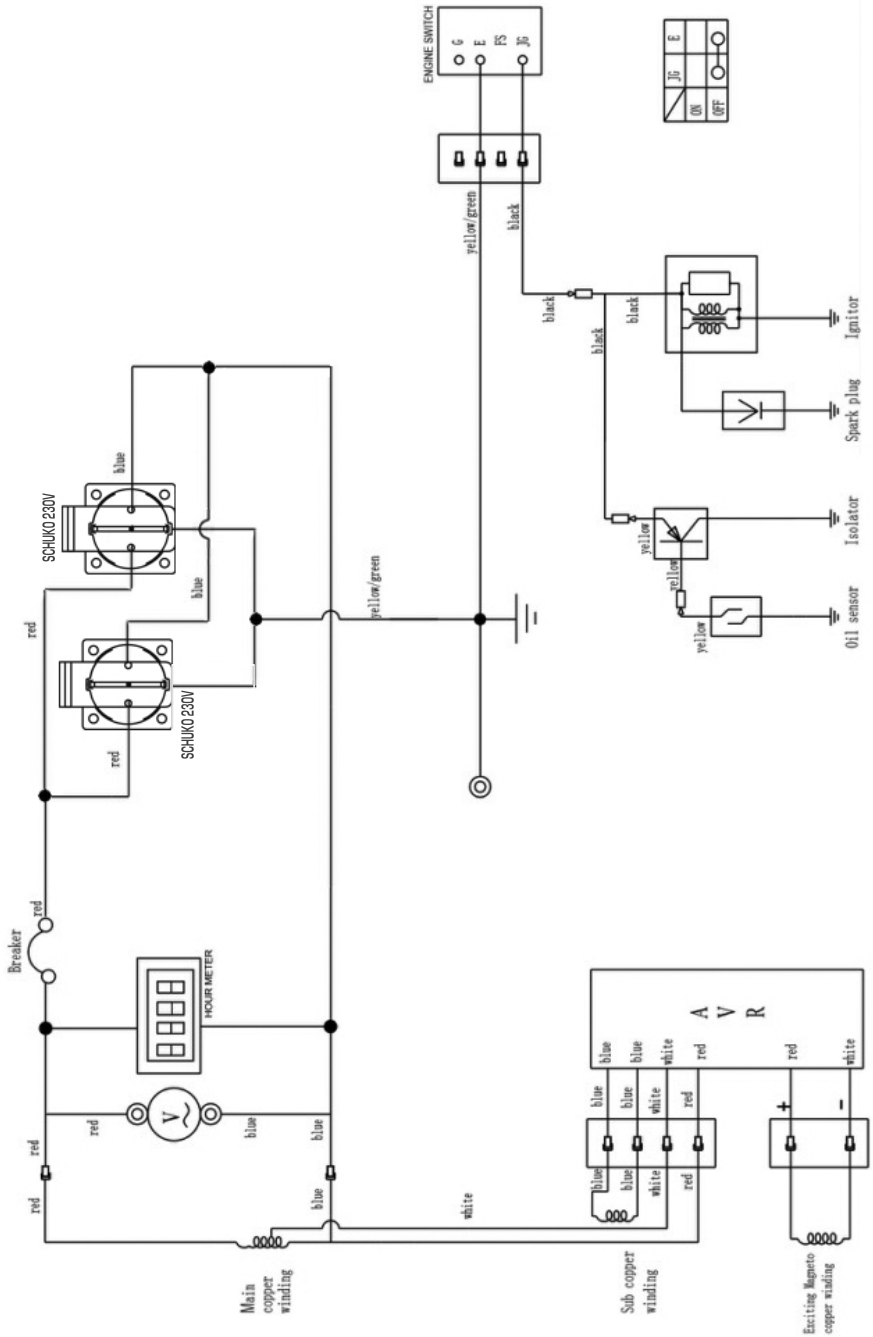 ENGINE SWITCH
G
E
FS
JG
JG
E
ON
OFF
yellow/green
black
black
black
black
Ignitor
Spark plug
Isolator
Oil sensor
yellow
yellow
yellow
SCHUKO 230V
SCHUKO 230V
blue
blue
red
red
yellow/green
Breaker
red
HOUR METER
V
red
blue
red
red
blue
blue
white
Main
copper
winding
Sub copper
winding
Exciting Magneto
copper winding
A
V
R
blue
blue
white
red
red
white
blue
blue
white
red
blue
blue
white
red
+
-